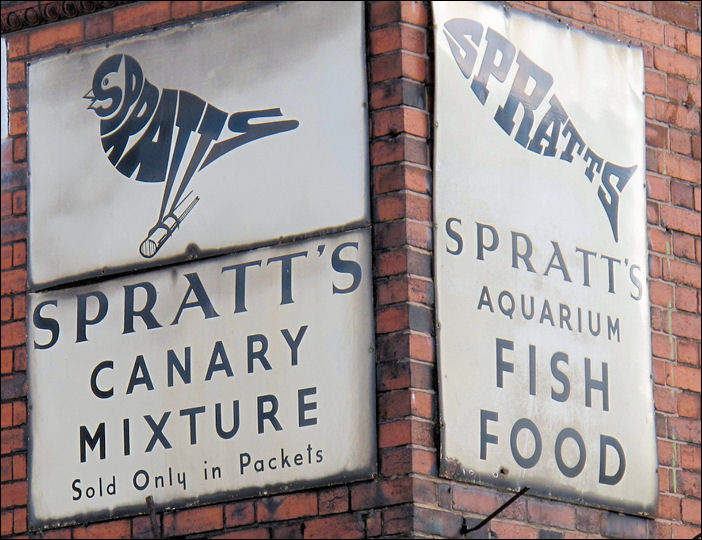 SPRATTS
SPRATT'S
CANARY
MIXTURE
Sold Only in Packets
SPRATTS
SPRATT'S
AQUARIUM
FISH
FOOD